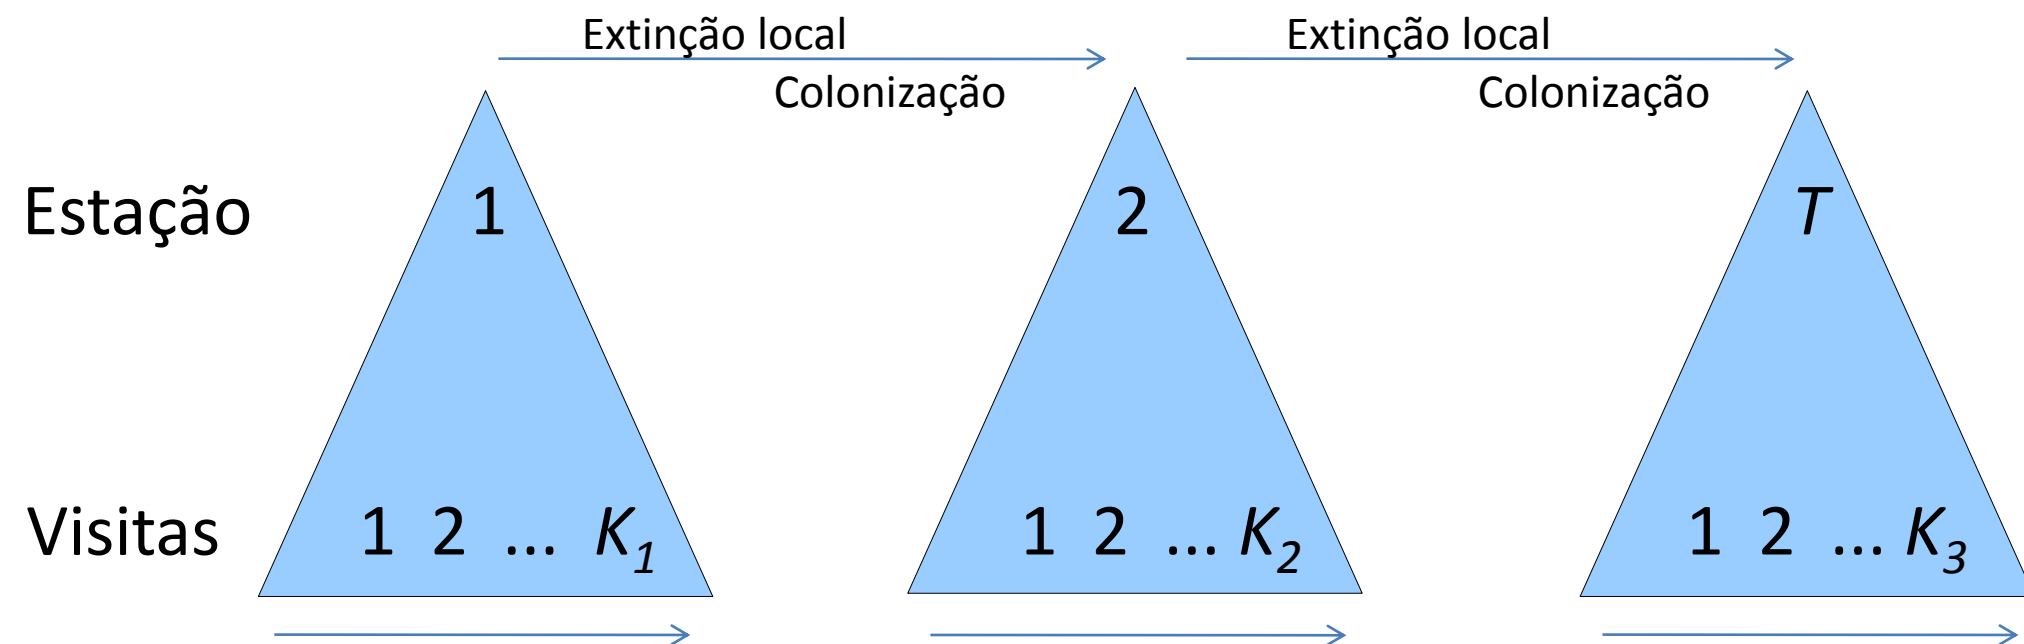 Extinção local Extinção local
Colonização Colonização
Estação 1 2 T
Visitas 1 2 ... K1 1 2 ... K2 1 2 ... K3